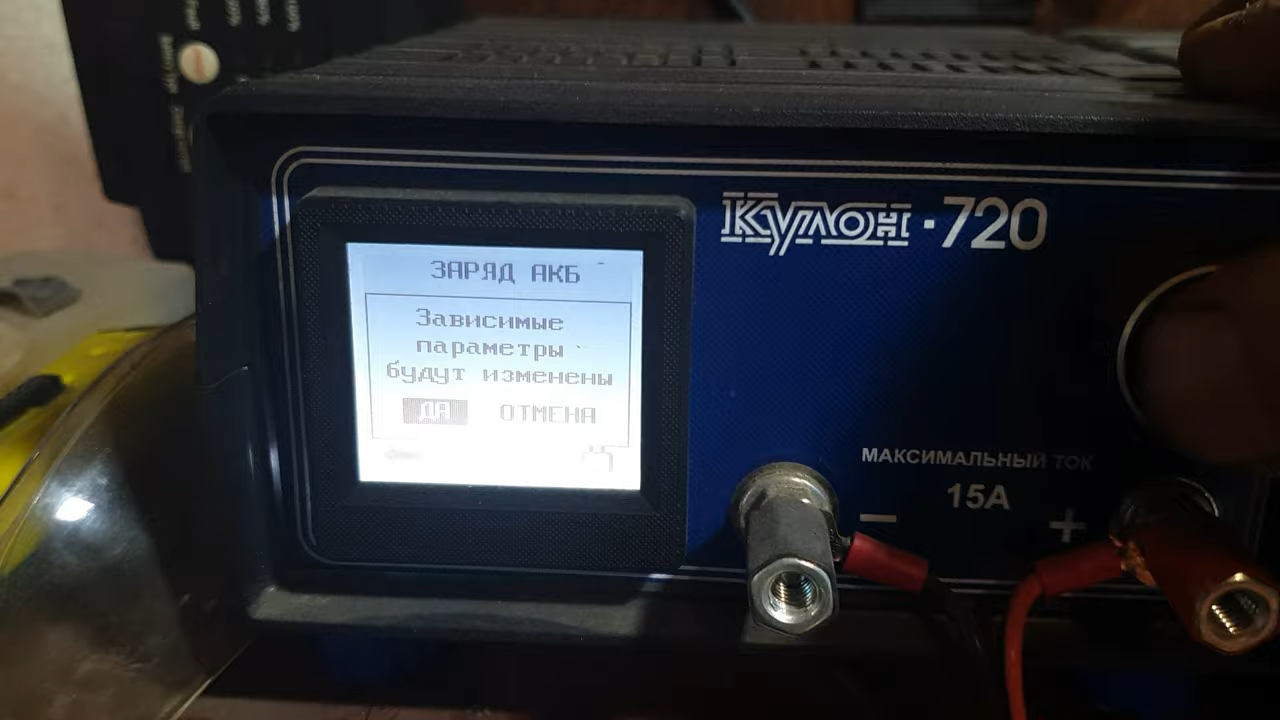 КУЛОН·720
ЗАРЯД АКБ
Зависимые
параметры
будут изменены
ДА ОТМЕНА
МАКСИМАЛЬНЫЙ ТОК
15А
− +